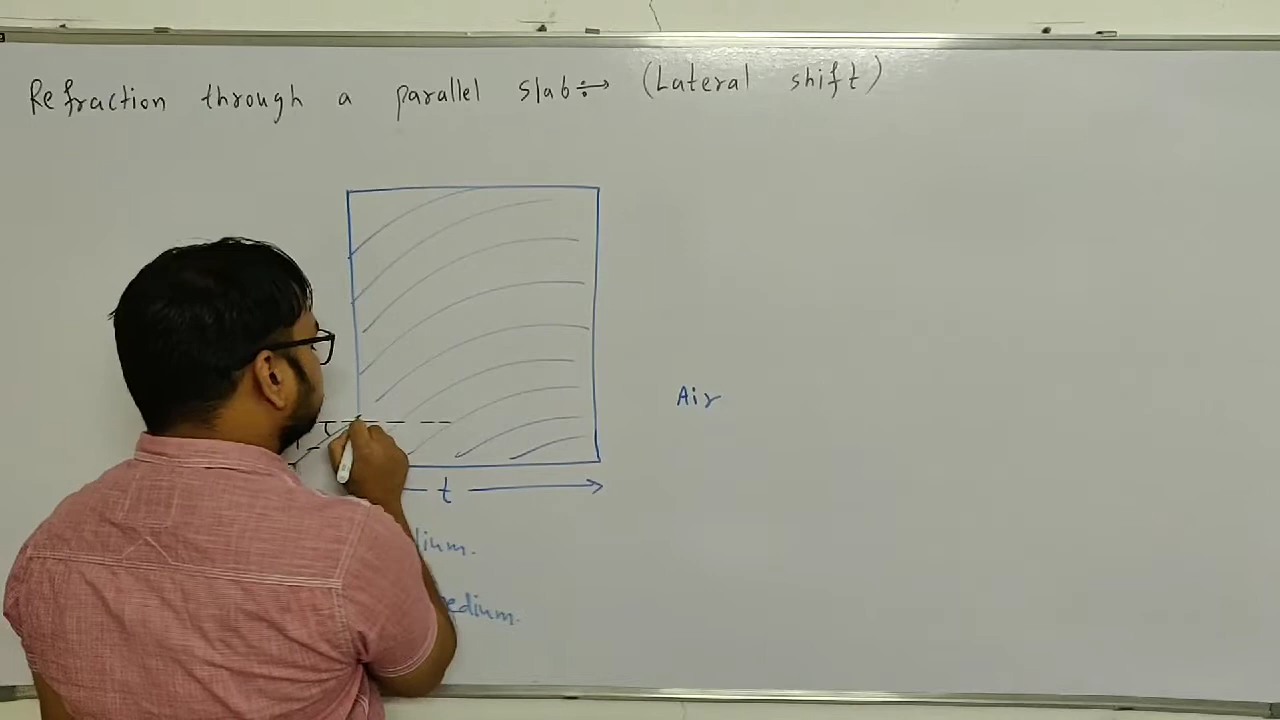 Refraction through a parallel slab ÷→ (Lateral shift)
Air
i
t